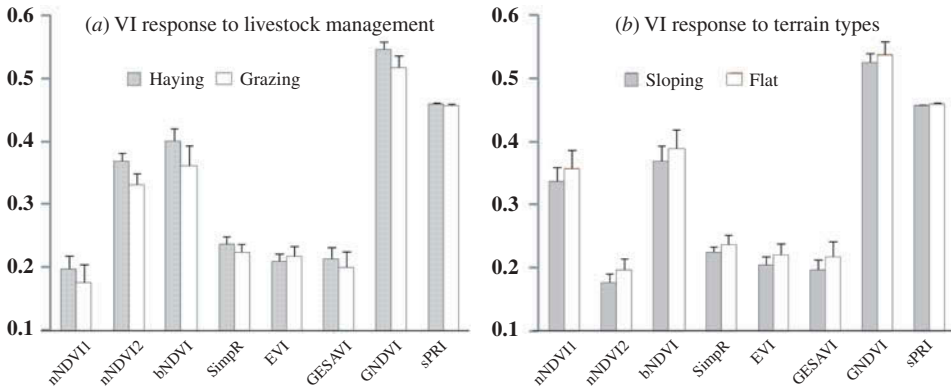 (a) VI response to livestock management
Haying Grazing
0.6
0.5
0.4
0.3
0.2
0.1
nNDVI1
nNDVI2
bNDVI
SimpR
EVI
GESAVI
GNDVI
sPRI
(b) VI response to terrain types
Sloping Flat
0.6
0.5
0.4
0.3
0.2
0.1
nNDVI1
nNDVI2
bNDVI
SimpR
EVI
GESAVI
GNDVI
sPRI